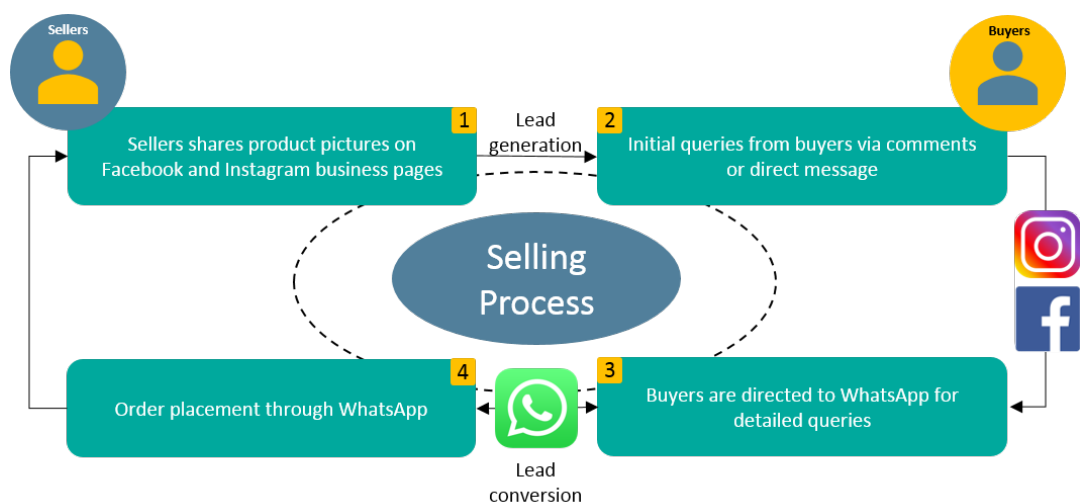 Sellers
Buyers
1
Sellers shares product pictures on
Facebook and Instagram business pages
Lead
generation
2
Initial queries from buyers via comments
or direct message
Selling
Process
4
Order placement through WhatsApp
3
Buyers are directed to WhatsApp for
detailed queries
Lead
conversion